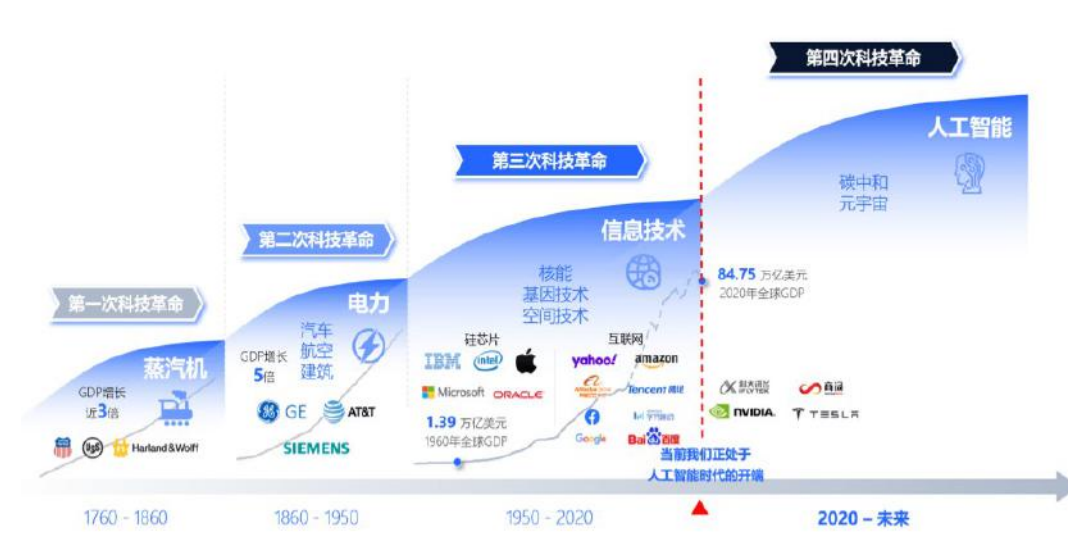 第四次科技革命
人工智能
碳中和
元宇宙
第三次科技革命
信息技术
核能
基因技术
空间技术
第二次科技革命
电力
汽车
航空
建筑
GDP增长
5倍
第一次科技革命
蒸汽机
GDP增长
近3倍
84.75 万亿美元
2020年全球GDP
硅芯片
互联网
IBM intel
Microsoft ORACLE
1.39 万亿美元
1960年全球GDP
yahoo! amazon
Tencent 腾讯
Google Bai 百度
商汤
NVIDIA. TESLA
GE AT&T
SIEMENS
U.S. Harland & Wolff
当前我们正处于
人工智能时代的开端
1760 - 1860
1860 - 1950
1950 - 2020
2020 – 未来